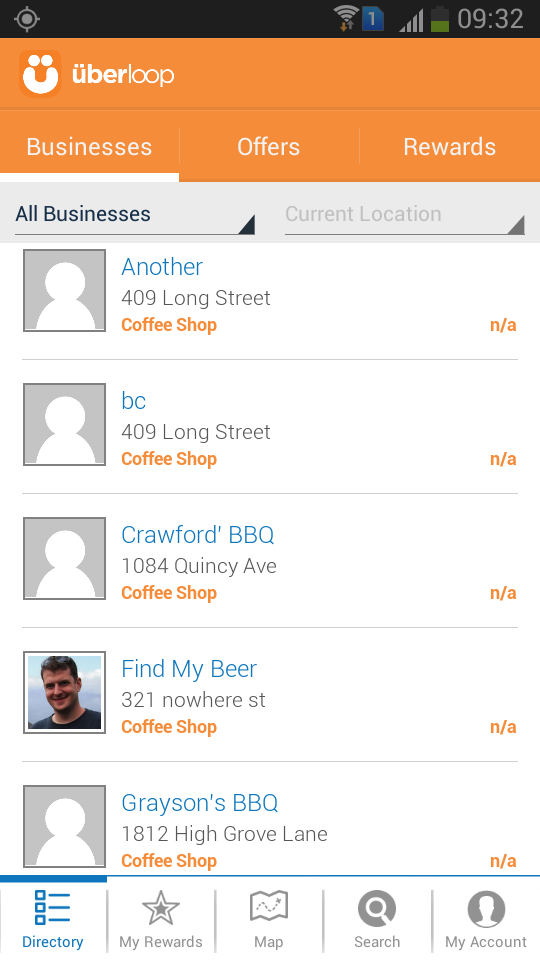 1
09:32
überloop
Businesses
Offers
Rewards
All Businesses
Current Location
Another
409 Long Street
Coffee Shop
n/a
bc
409 Long Street
Coffee Shop
n/a
Crawford' BBQ
1084 Quincy Ave
Coffee Shop
n/a
Find My Beer
321 nowhere st
Coffee Shop
n/a
Grayson's BBQ
1812 High Grove Lane
Coffee Shop
n/a
Directory
My Rewards
Map
Search
My Account